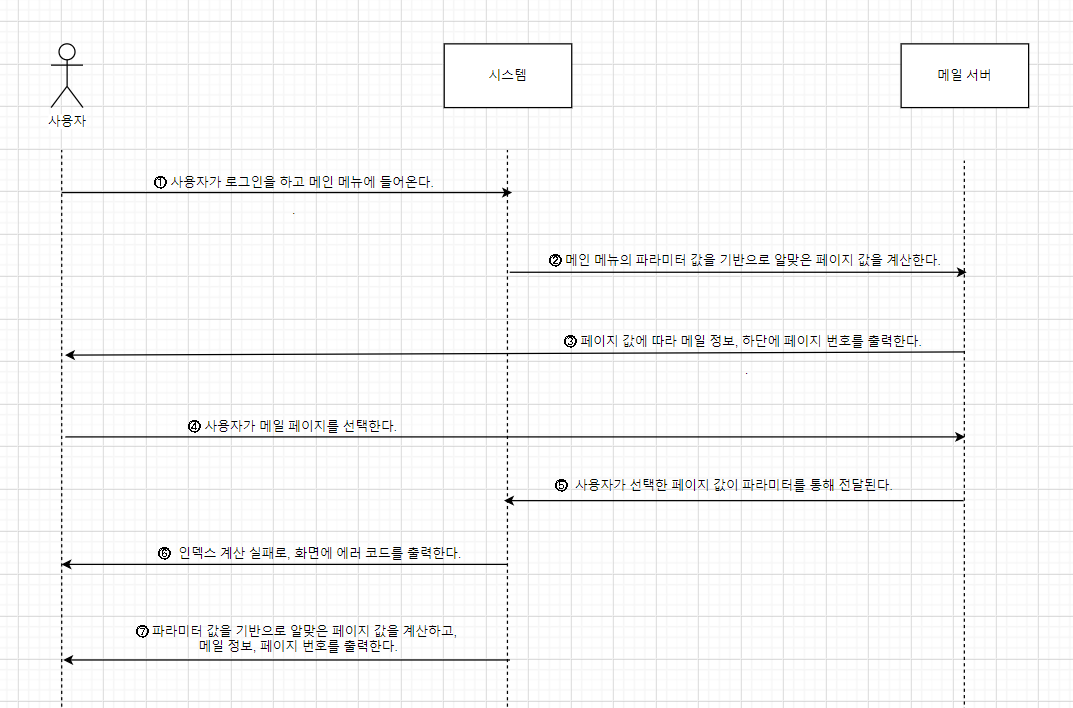 시스템
메일 서버
사용자
① 사용자가 로그인을 하고 메인 메뉴에 들어온다.
② 메인 메뉴의 파라미터 값을 기반으로 알맞은 페이지 값을 계산한다.
③ 페이지 값에 따라 메일 정보, 하단에 페이지 번호를 출력한다.
④ 사용자가 메일 페이지를 선택한다.
⑤ 사용자가 선택한 페이지 값이 파라미터를 통해 전달된다.
⑥ 인덱스 계산 실패로, 화면에 에러 코드를 출력한다.
⑦ 파라미터 값을 기반으로 알맞은 페이지 값을 계산하고,
메일 정보, 페이지 번호를 출력한다.